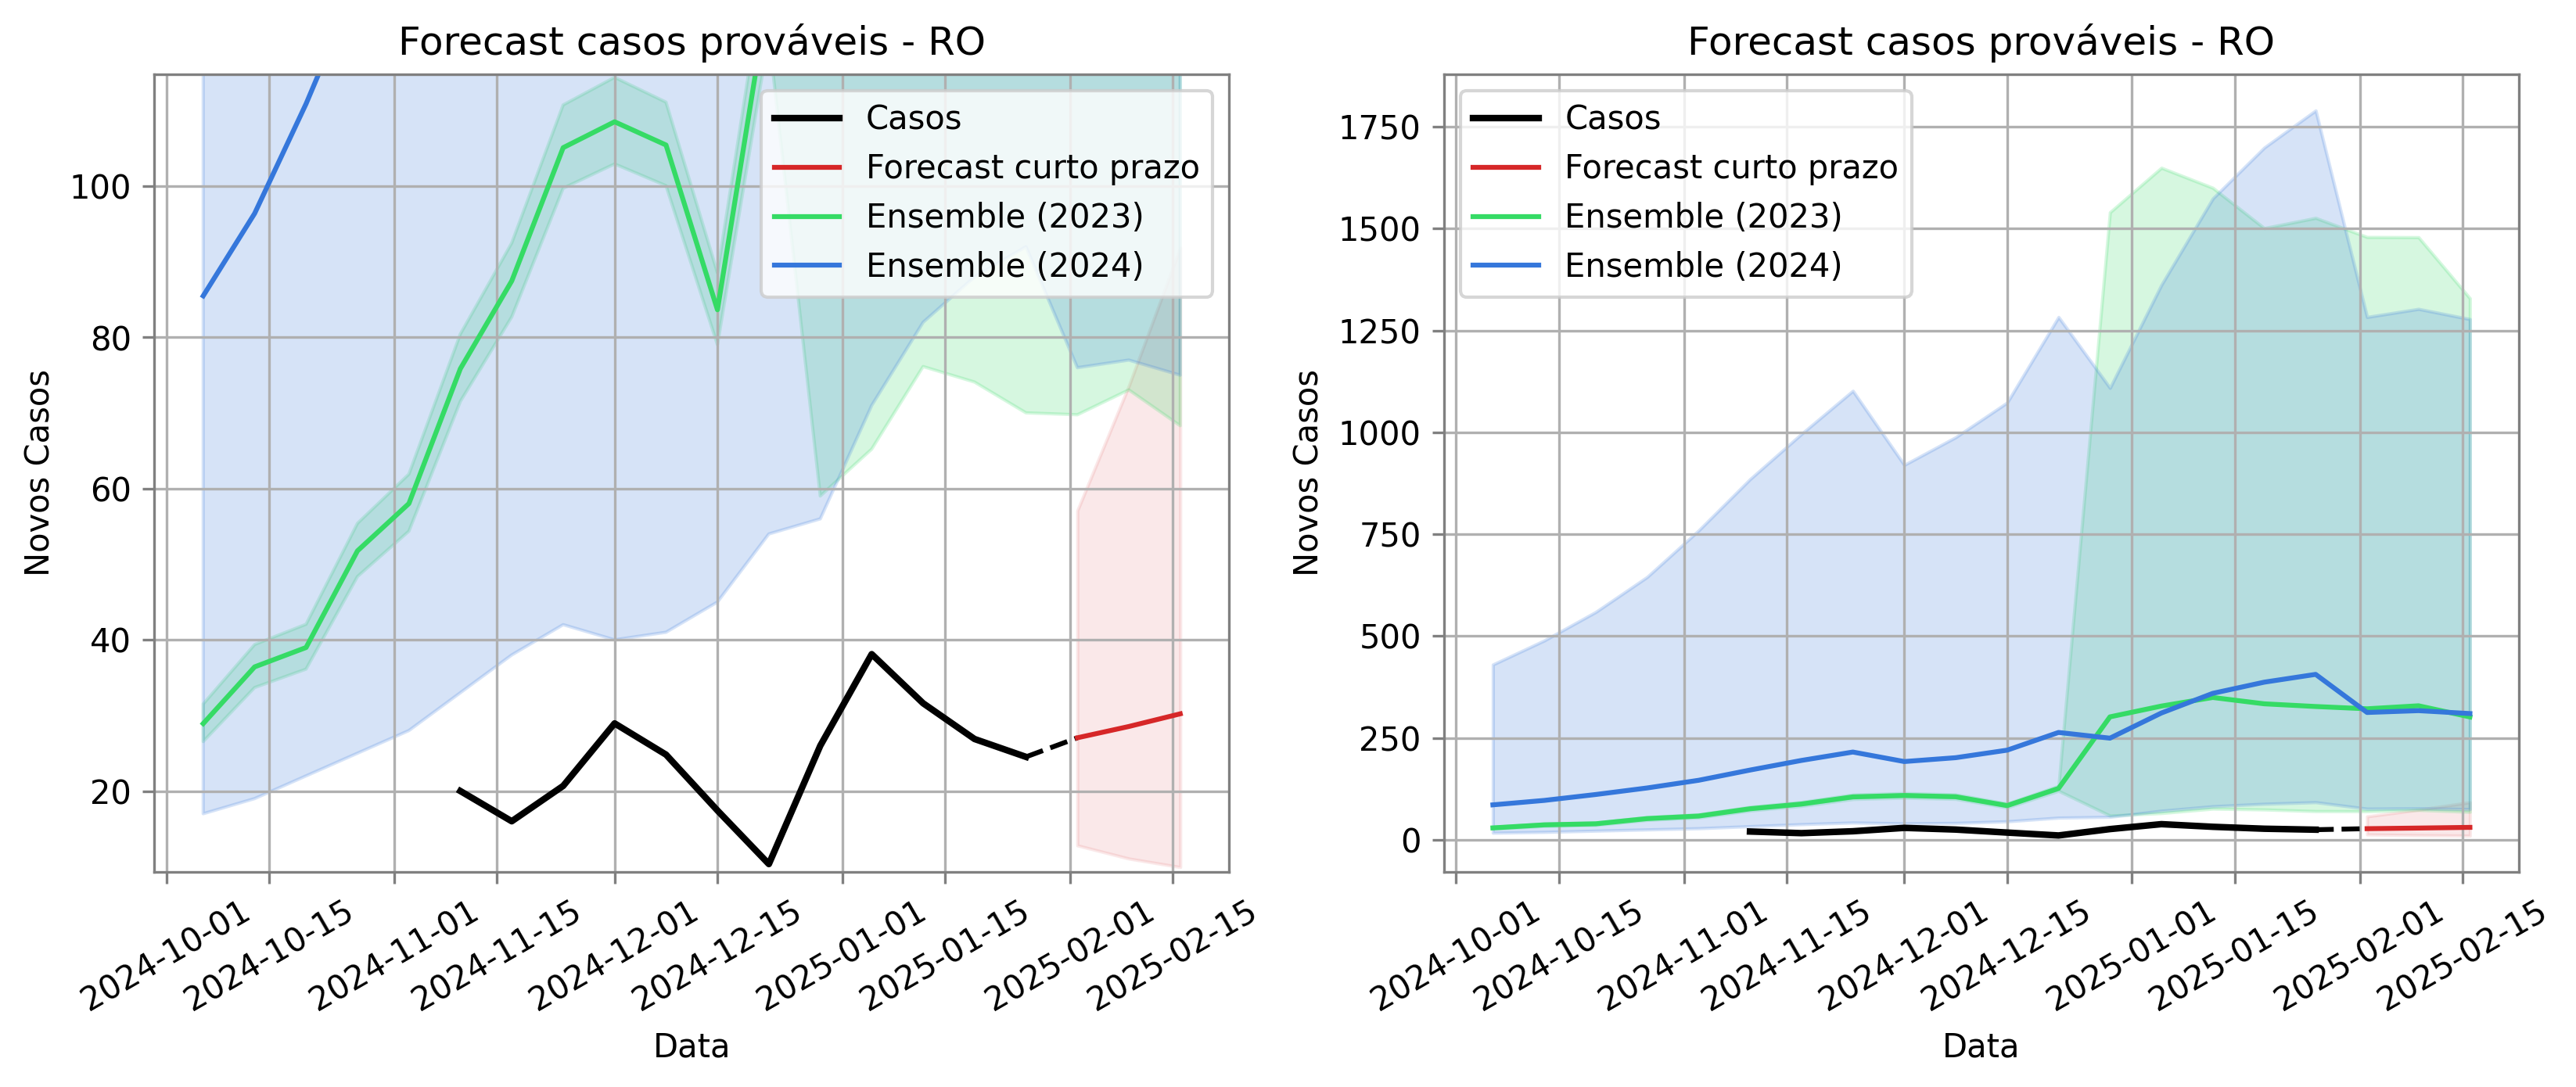 Forecast casos prováveis - RO
Casos
Forecast curto prazo
Ensemble (2023)
Ensemble (2024)
100
80
60
40
20
Novos Casos
2024-10-01
2024-10-15
2024-11-01
2024-11-15
2024-12-01
2024-12-15
2025-01-01
2025-01-15
2025-02-01
2025-02-15
Data
Forecast casos prováveis - RO
Casos
Forecast curto prazo
Ensemble (2023)
Ensemble (2024)
1750
1500
1250
1000
750
500
250
0
Novos Casos
2024-10-01
2024-10-15
2024-11-01
2024-11-15
2024-12-01
2024-12-15
2025-01-01
2025-01-15
2025-02-01
2025-02-15
Data